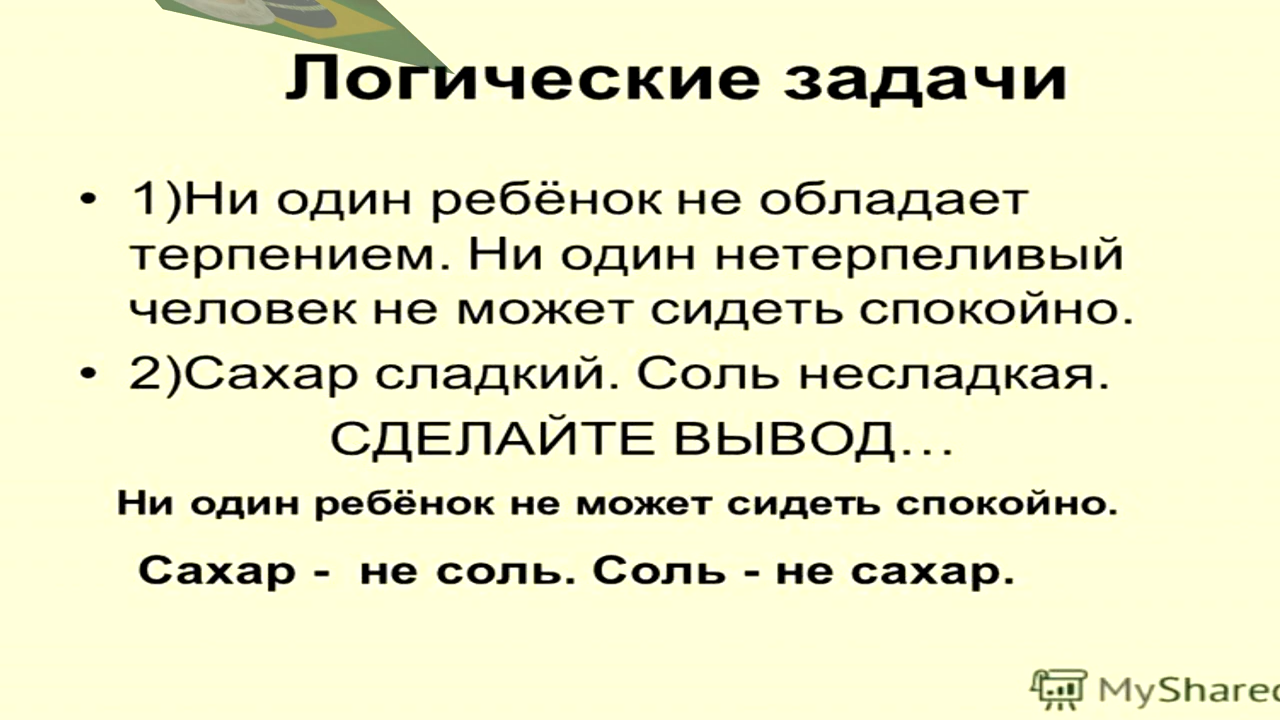 Логические задачи
• 1)Ни один ребёнок не обладает
терпением. Ни один нетерпеливый
человек не может сидеть спокойно.
• 2)Сахар сладкий. Соль несладкая.
СДЕЛАЙТЕ ВЫВОД…
Ни один ребёнок не может сидеть спокойно.
Сахар - не соль. Соль - не сахар.
MyShared